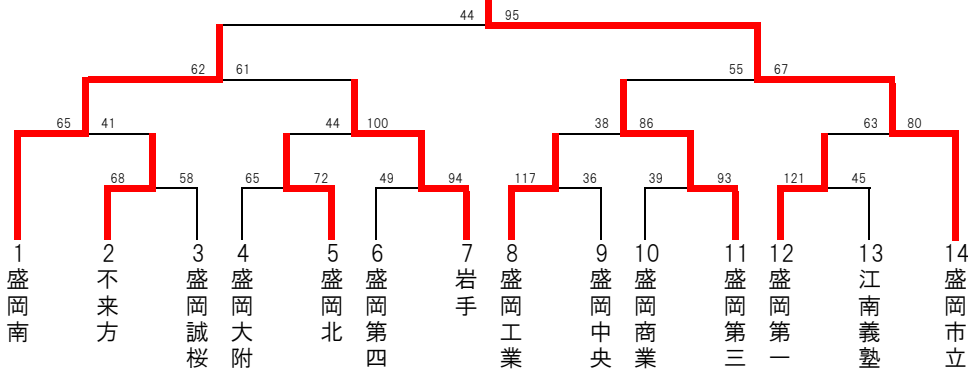 44 95
62 61 55 67
65 41 44 100 38 86 63 80
68 58 65 72 49 94 117 36 39 93 121 45
1 2 3 4 5 6 7 8 9 10 11 12 13 14
盛岡南
不来方
盛岡誠桜
盛岡大附
盛岡北
盛岡第四
岩手
盛岡工業
盛岡中央
盛岡商業
盛岡第三
盛岡第一
江南義塾
盛岡市立